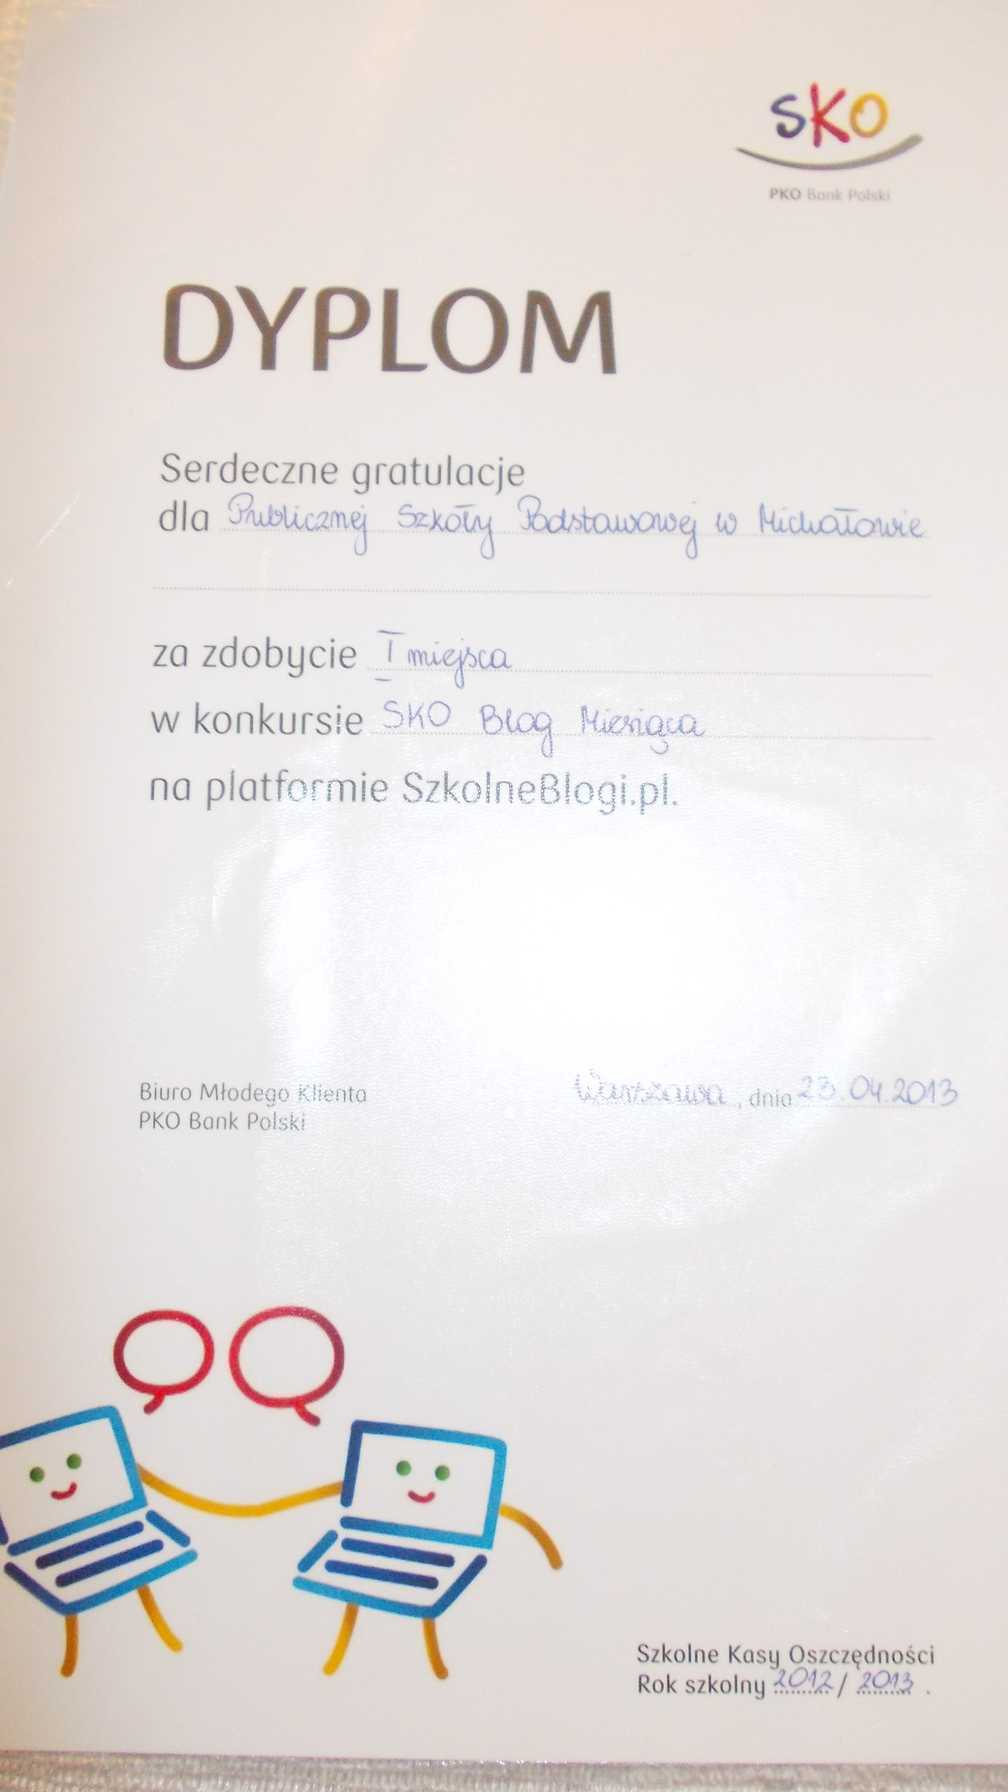 SKO
PKO Bank Polski
DYPLOM
Serdeczne gratulacje
dla Publicznej Szkoły Podstawowej w Michałowie
za zdobycie I miejsca
w konkursie SKO Blog Miesiąca
na platformie SzkolneBlogi.pl.
Biuro Młodego Klienta
PKO Bank Polski
Warszawa, dnia 23.04.2013
Szkolne Kasy Oszczędności
Rok szkolny 2012/2013.